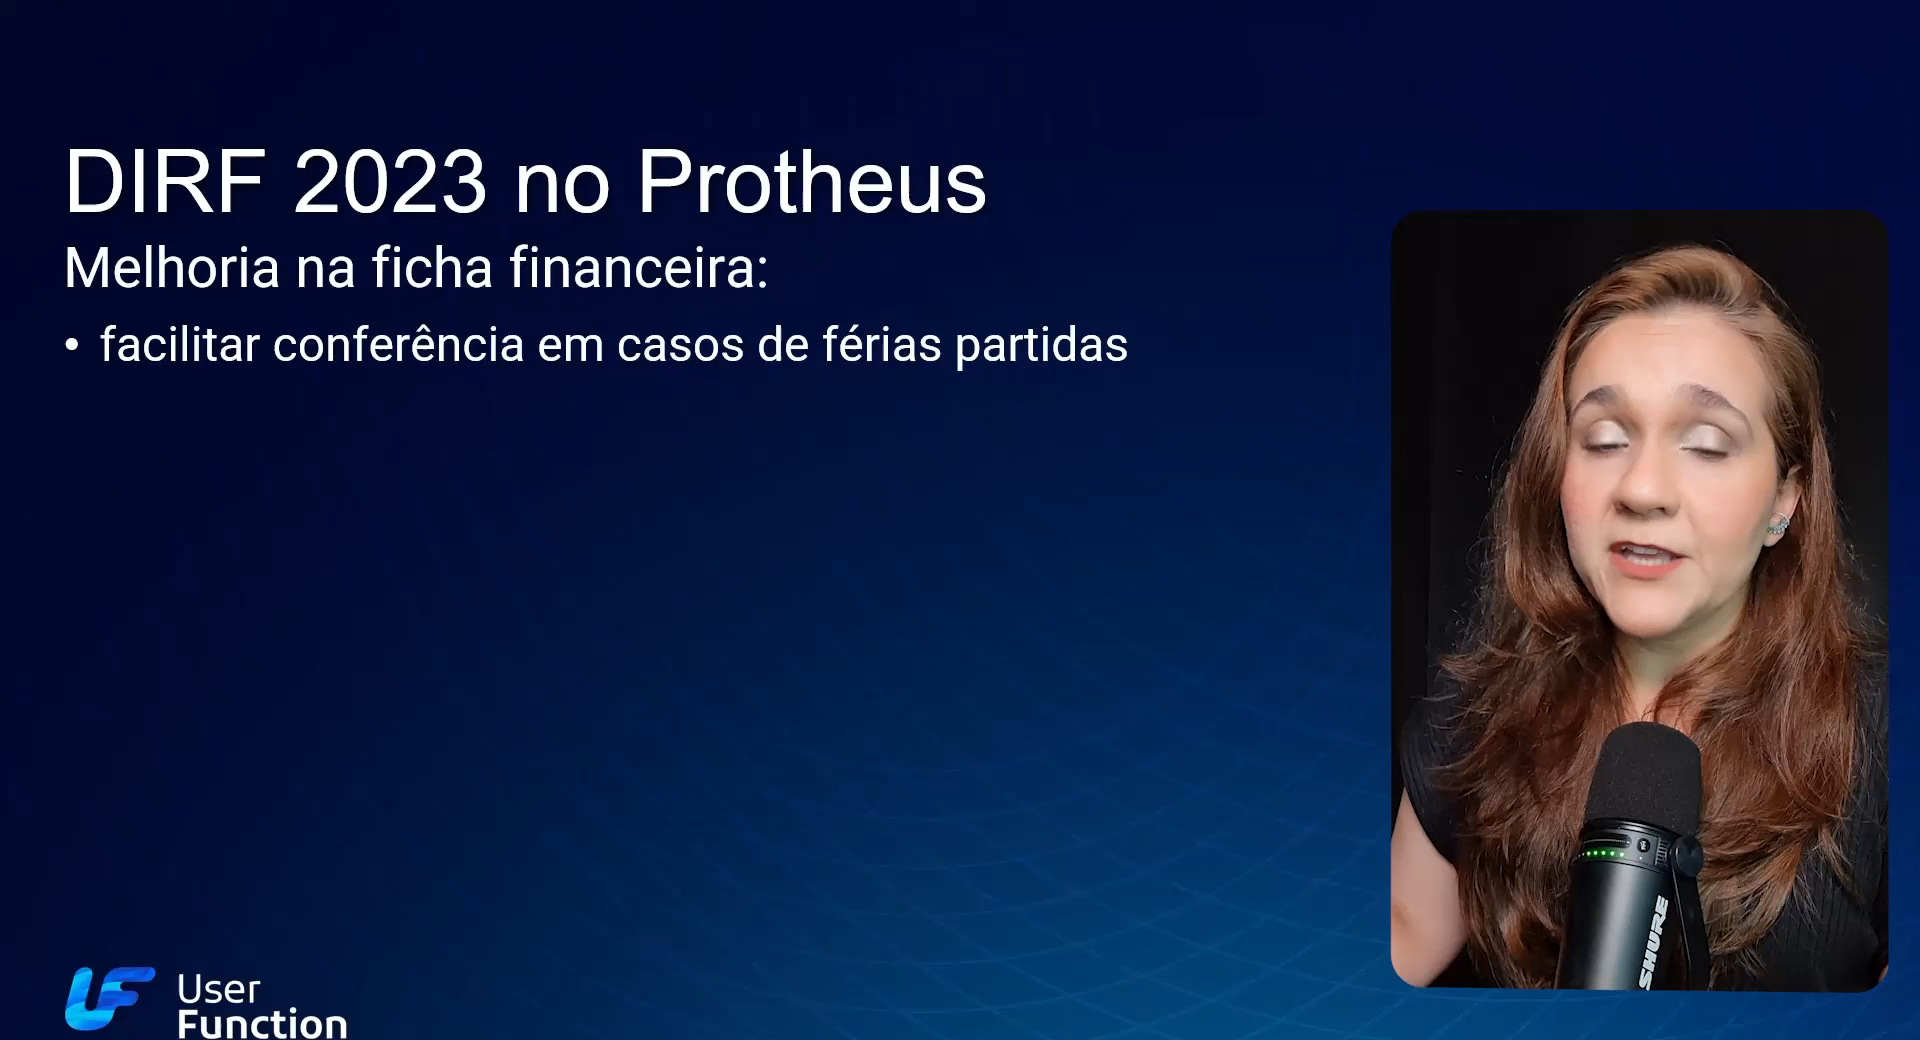 DIRF 2023 no Protheus
Melhoria na ficha financeira:
• facilitar conferência em casos de férias partidas
SHURE
User
Function